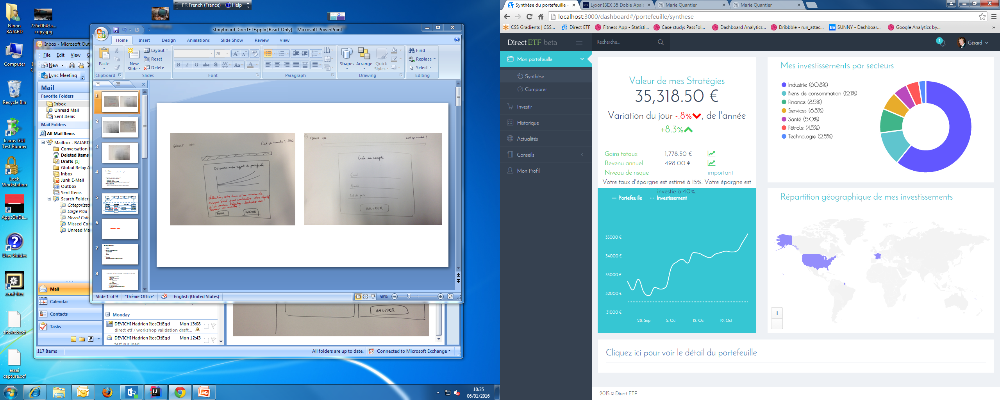 FR French (France) Help
Ninon
BAJARD
726d0b43a...
copy.jpg
Computer
Recycle Bin
Icarus GUI
Test Runner
Lock
Workstation
AppsOnDe...
User Guides
cmd-itec
siteweb.xcf
essai
capture.xcf
Inbox - Microsoft Out
File Edit View G
New
Lync Meeting
Mail
Favorite Folders
Inbox
Unread Mail
Sent Items
Mail Folders
All Mail Items
Mailbox - BAJARD
Conversation
Deleted Items
Drafts [1]
Global Relay A
Inbox
Junk E-Mail
Outbox
Sent Items
Search Folders
Categorized
Large Mail
Missed Calls
Missed Con
Unread Ma
Mail
Calendar
Contacts
Tasks
117 Items
Monday
DEVICHI Hadrien ItecCttEqd Mon 13:08
direct etf / workshop validation draft...
DEVICHI Hadrien ItecCttEqd Mon 12:43
test sur ipad
VALIDER
All folders are up to date. Connected to Microsoft Exchange
storyboard DirectETF.pptx [Read-Only] - Microsoft PowerPoint
Home Insert Design Animations Slide Show Review View
Paste
Clipboard
New
Slide
Layout
Reset
Delete
Slides
28
Font
Paragraph
Shapes Arrange Quick
Styles
Drawing
Find
Replace
Select
Editing
1
2
3
4
5
6
7
8
DIRECT ETF
Cmt ça marche? FAQ
Découvrez notre suggest° de portefeuille
Attention, votre choix d'un niveau de
risque élevé peut contredire votre objectif
d'un revenu régulier. Souhaitez-vous
revenir en arrière ?
VALIDER
DIRECT ETF
Cmt ça marche ?
Créer un compte
Email
Mot de passe
VALIDER
Slide 1 of 9 "Thème Office" English (United States) 58%
10:35
06/01/2016
Synthèse du portefeuille -
Lyxor IBEX 35 Doble Apala
Marie Quantier
Marie Quantier
localhost:3000/dashboard#/portefeuille/synthese
CSS Gradients | CSS...
Direct ETF
Fitness App - Statisti...
Case study: PassFol...
Dashboard Analytics...
Dribbble - run_attac...
SUNNY - Dashboar...
Google Analytics by...
»
Direct ETF beta
Recherche...
1
Gérard
Mon portefeuille
Synthèse
Comparer
Investir
Historique
Actualités
Conseils
Mon Profil
Valeur de mes Stratégies
35,318.50 €
Variation du jour -.8%, de l'année
+8.3%
Gains totaux 1,778.50 €
Revenu annuel 498.00 €
Niveau de risque important
Votre taux d'épargne est estimé à 15%. Votre épargne est
investie à 40%.
Portefeuille Investissement
35000 €
34000 €
33000 €
32000 €
31000 €
28. Sep 5. Oct 12. Oct 19. Oct
Mes investissements par secteurs
Industrie (60.8%)
Biens de consommation (12.1%)
Finance (8.5%)
Services (6.5%)
Santé (5.0%)
Pétrole (4.5%)
Technologie (2.5%)
Répartition géographique de mes investissements
+
−
Cliquez ici pour voir le détail du portefeuille
2015 © Direct ETF.